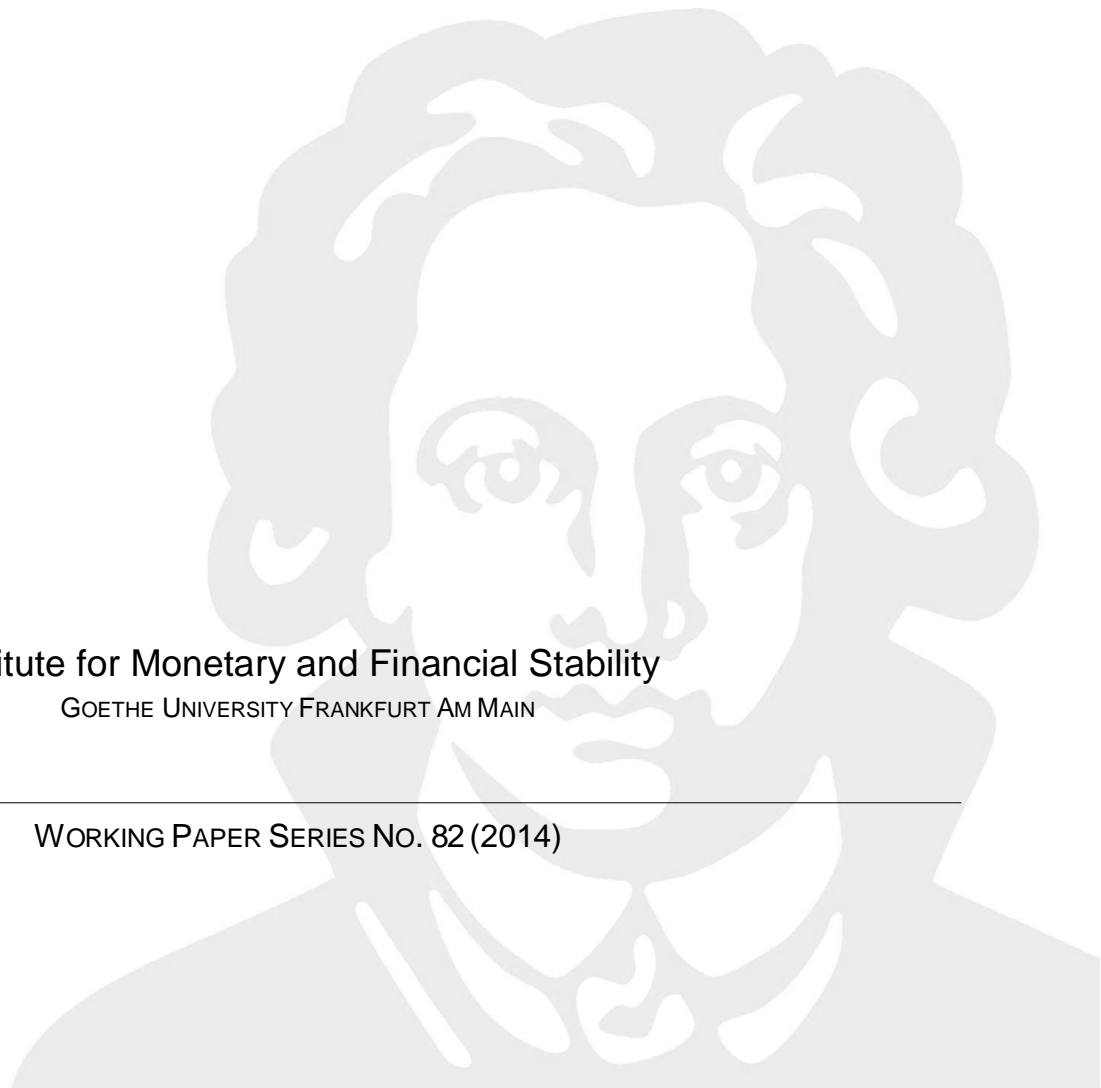 itute for Monetary and Financial Stability
GOETHE UNIVERSITY FRANKFURT AM MAIN
WORKING PAPER SERIES NO. 82 (2014)